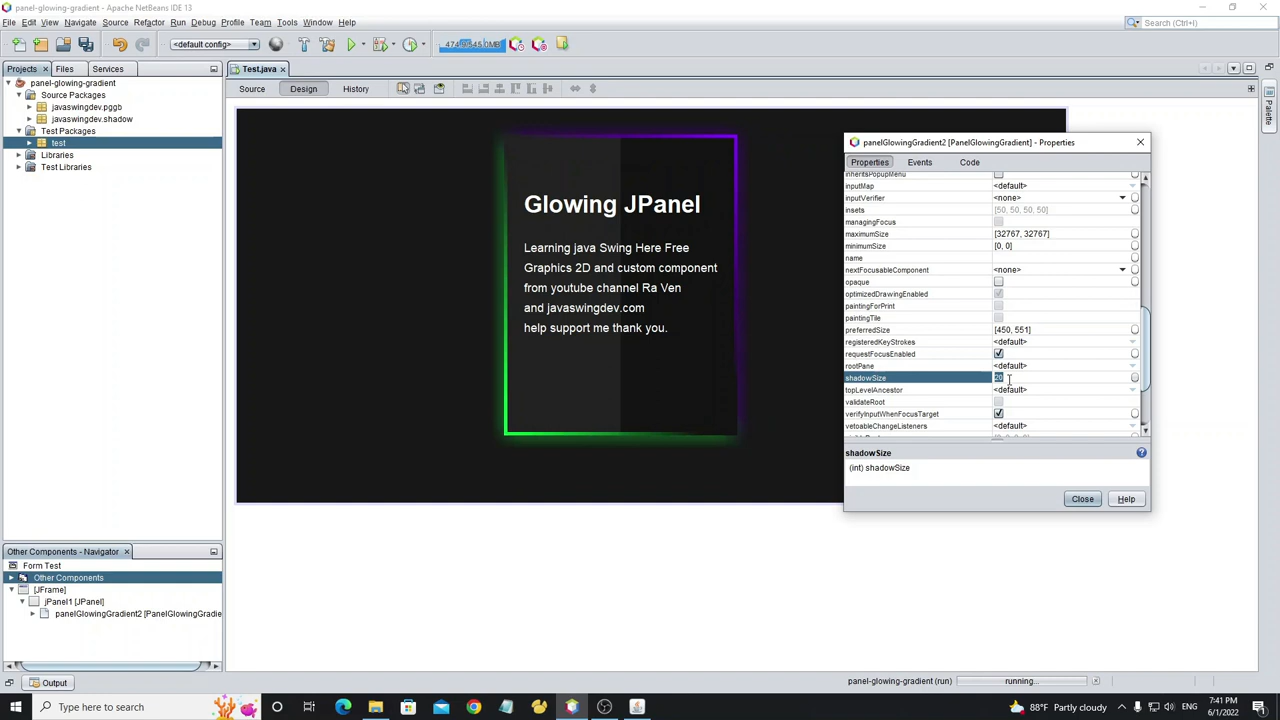 panel-glowing-gradient - Apache NetBeans IDE 13
File Edit View Navigate Source Refactor Run Debug Profile Team Tools Window Help
Search (Ctrl+I)
<default config>
474.9/545.0MB
Projects
Files
Services
Test.java
panel-glowing-gradient
Source Packages
javaswingdev.pggb
javaswingdev.shadow
Test Packages
test
Libraries
Test Libraries
Source
Design
History
Palette
Glowing JPanel
Learning java Swing Here Free
Graphics 2D and custom component
from youtube channel Ra Ven
and javaswingdev.com
help support me thank you.
panelGlowingGradient2 [PanelGlowingGradient] - Properties
Properties
Events
Code
inheritsPopupMenu
inputMap <default>
inputVerifier <none>
insets [50, 50, 50, 50]
managingFocus
maximumSize [32767, 32767]
minimumSize [0, 0]
name
nextFocusableComponent <none>
opaque
optimizedDrawingEnabled
paintingForPrint
paintingTile
preferredSize [450, 551]
registeredKeyStrokes <default>
requestFocusEnabled
rootPane <default>
shadowSize 20
topLevelAncestor <default>
validateRoot
verifyInputWhenFocusTarget
vetoableChangeListeners <default>
shadowSize
(int) shadowSize
Close
Help
Other Components - Navigator
Form Test
Other Components
[JFrame]
jPanel1 [JPanel]
panelGlowingGradient2 [PanelGlowingGradie
Output
panel-glowing-gradient (run)
running...
Type here to search
88°F Partly cloudy
7:41 PM
6/1/2022